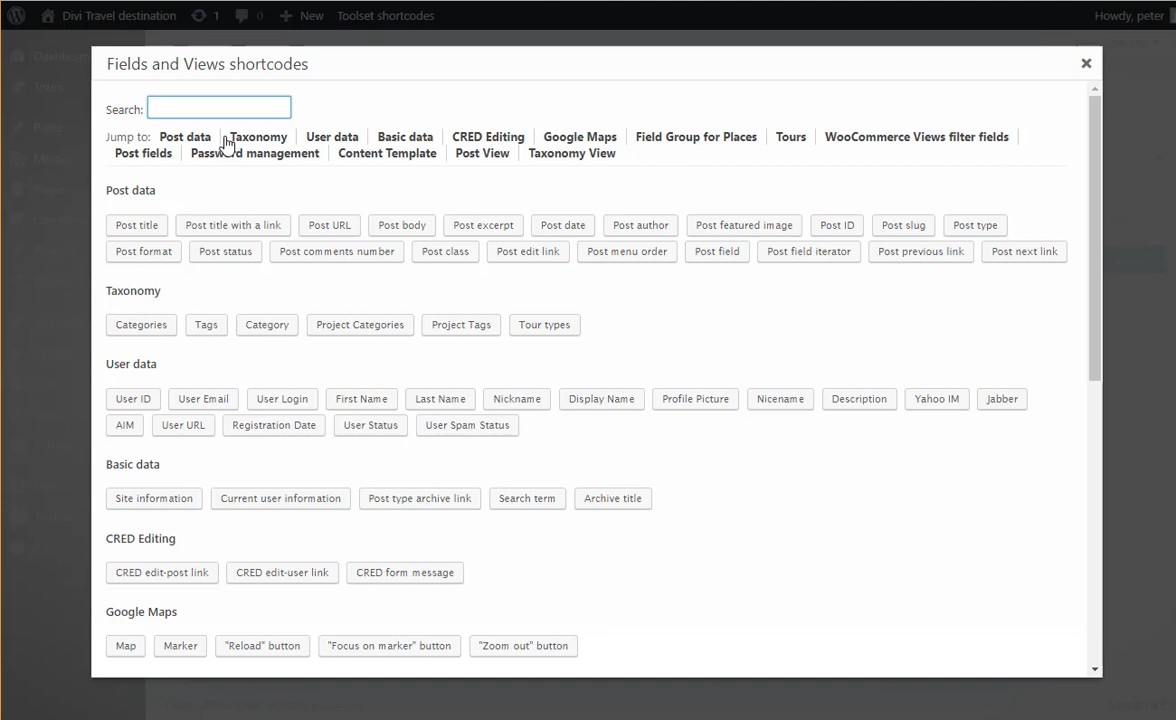 Divi Travel destination 1 0 New Toolset shortcodes Howdy, peter
Fields and Views shortcodes
Search:
Jump to: Post data Taxonomy User data Basic data CRED Editing Google Maps Field Group for Places Tours WooCommerce Views filter fields
Post fields Password management Content Template Post View Taxonomy View
Post data
Post title Post title with a link Post URL Post body Post excerpt Post date Post author Post featured image Post ID Post slug Post type
Post format Post status Post comments number Post class Post edit link Post menu order Post field Post field iterator Post previous link Post next link
Taxonomy
Categories Tags Category Project Categories Project Tags Tour types
User data
User ID User Email User Login First Name Last Name Nickname Display Name Profile Picture Nicename Description Yahoo IM Jabber
AIM User URL Registration Date User Status User Spam Status
Basic data
Site information Current user information Post type archive link Search term Archive title
CRED Editing
CRED edit-post link CRED edit-user link CRED form message
Google Maps
Map Marker "Reload" button "Focus on marker" button "Zoom out" button